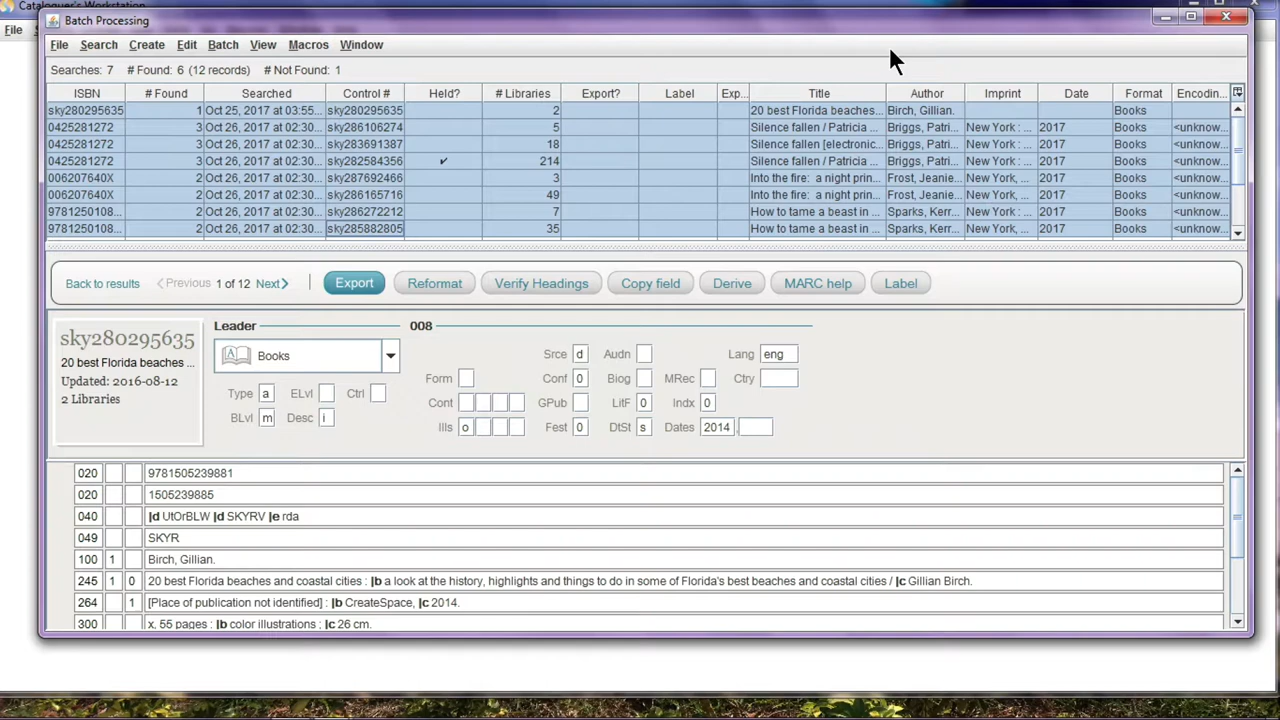 Cataloguer's Workstation
Batch Processing
File
File Search Create Edit Batch View Macros Window
Searches: 7 # Found: 6 (12 records) # Not Found: 1
ISBN # Found Searched Control # Held? # Libraries Export? Label Exp... Title Author Imprint Date Format Encodin...
sky280295635 1 Oct 25, 2017 at 03:55... sky280295635 2 20 best Florida beaches... Birch, Gillian. Books
0425281272 3 Oct 26, 2017 at 02:30... sky286106274 5 Silence fallen / Patricia ... Briggs, Patri... New York : ... 2017 Books <unknow...
0425281272 3 Oct 26, 2017 at 02:30... sky283691387 18 Silence fallen [electronic... Briggs, Patri... New York : ... 2017 Books <unknow...
0425281272 3 Oct 26, 2017 at 02:30... sky282584356 ✓ 214 Silence fallen / Patricia ... Briggs, Patri... New York : ... 2017 Books <unknow...
006207640X 2 Oct 26, 2017 at 02:30... sky287692466 3 Into the fire: a night prin... Frost, Jeanie... New York, ... 2017 Books <unknow...
006207640X 2 Oct 26, 2017 at 02:30... sky286165716 49 Into the fire: a night prin... Frost, Jeanie... New York, ... 2017 Books <unknow...
9781250108... 2 Oct 26, 2017 at 02:30... sky286272212 7 How to tame a beast in ... Sparks, Kerr... New York : ... 2017 Books <unknow...
9781250108... 2 Oct 26, 2017 at 02:30... sky285882805 35 How to tame a beast in ... Sparks, Kerr... New York : ... 2017 Books <unknow...
Back to results Previous 1 of 12 Next Export Reformat Verify Headings Copy field Derive MARC help Label
sky280295635
20 best Florida beaches ...
Updated: 2016-08-12
2 Libraries
Leader 008
Books
Srce d Audn Lang eng
Form Conf 0 Biog MRec Ctry
Type a ELvl Ctrl Cont GPub LitF 0 Indx 0
BLvl m Desc i Ills o Fest 0 DtSt s Dates 2014
020 9781505239881
020 1505239885
040 |d UtOrBLW |d SKYRV |e rda
049 SKYR
100 1 Birch, Gillian.
245 1 0 20 best Florida beaches and coastal cities : |b a look at the history, highlights and things to do in some of Florida's best beaches and coastal cities / |c Gillian Birch.
264 1 [Place of publication not identified] : |b CreateSpace, |c 2014.
300 x, 55 pages : |b color illustrations ; |c 26 cm.